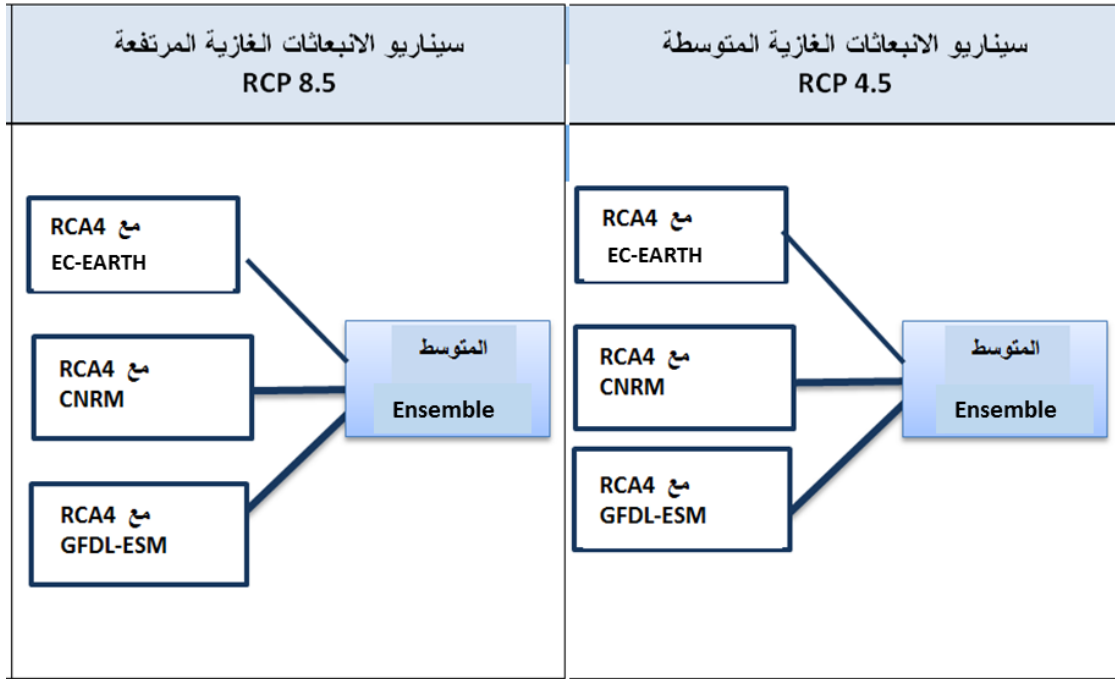 سيناريو الانبعاثات الغازية المتوسطة
RCP 4.5
سيناريو الانبعاثات الغازية المرتفعة
RCP 8.5
RCA4 مع
EC-EARTH
RCA4 مع
CNRM
RCA4 مع
GFDL-ESM
المتوسط
Ensemble
RCA4 مع
EC-EARTH
RCA4 مع
CNRM
RCA4 مع
GFDL-ESM
المتوسط
Ensemble